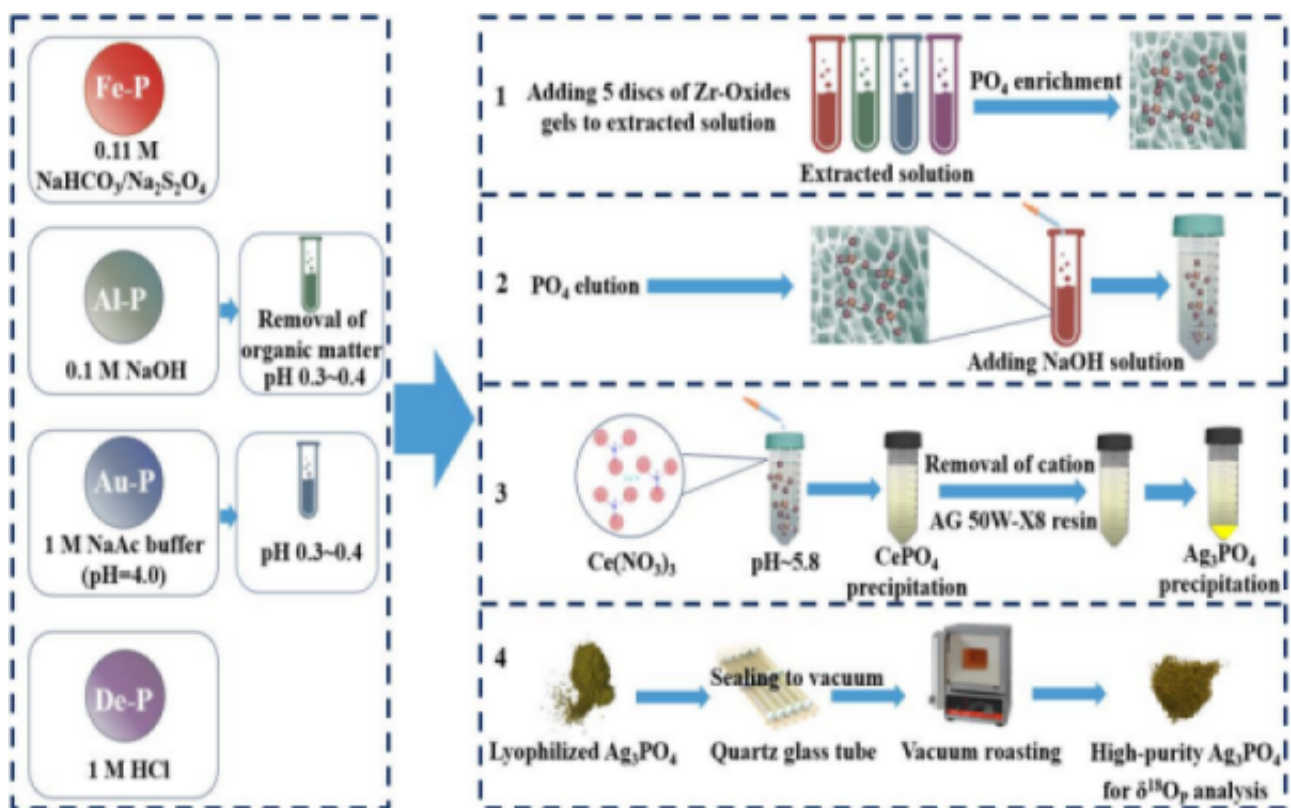 Fe-P
0.11 M
NaHCO₃/Na₂S₂O₄
Al-P
0.1 M NaOH
Removal of
organic matter
pH 0.3~0.4
Au-P
1 M NaAc buffer
(pH=4.0)
pH 0.3~0.4
De-P
1 M HCl
1
Adding 5 discs of Zr-Oxides
gels to extracted solution
Extracted solution
PO₄ enrichment
2
PO₄ elution
Adding NaOH solution
3
Ce(NO₃)₃
pH~5.8
CePO₄
precipitation
Removal of cation
AG 50W-X8 resin
Ag₃PO₄
precipitation
4
Lyophilized Ag₃PO₄
Sealing to vacuum
Quartz glass tube
Vacuum roasting
High-purity Ag₃PO₄
for δ¹⁸Oₚ analysis